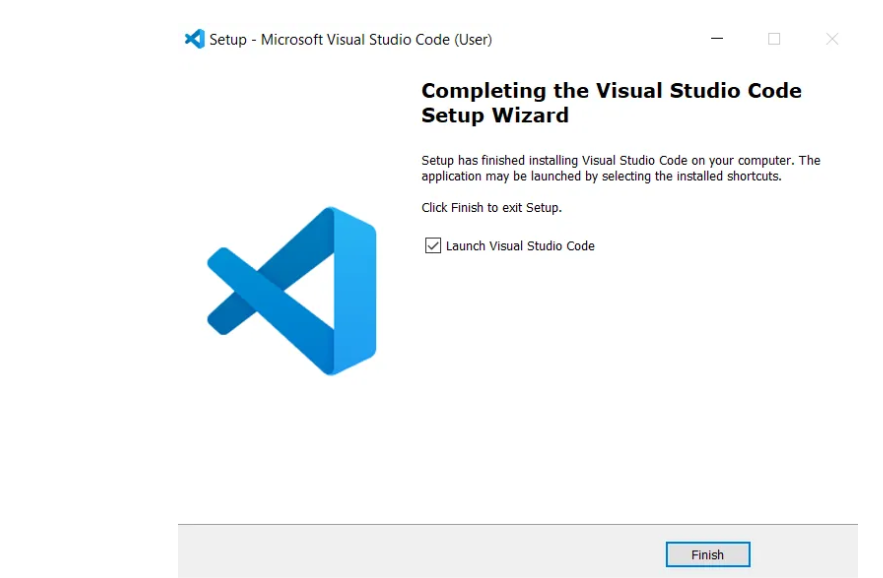 Setup - Microsoft Visual Studio Code (User)
Completing the Visual Studio Code
Setup Wizard
Setup has finished installing Visual Studio Code on your computer. The
application may be launched by selecting the installed shortcuts.
Click Finish to exit Setup.
Launch Visual Studio Code
Finish